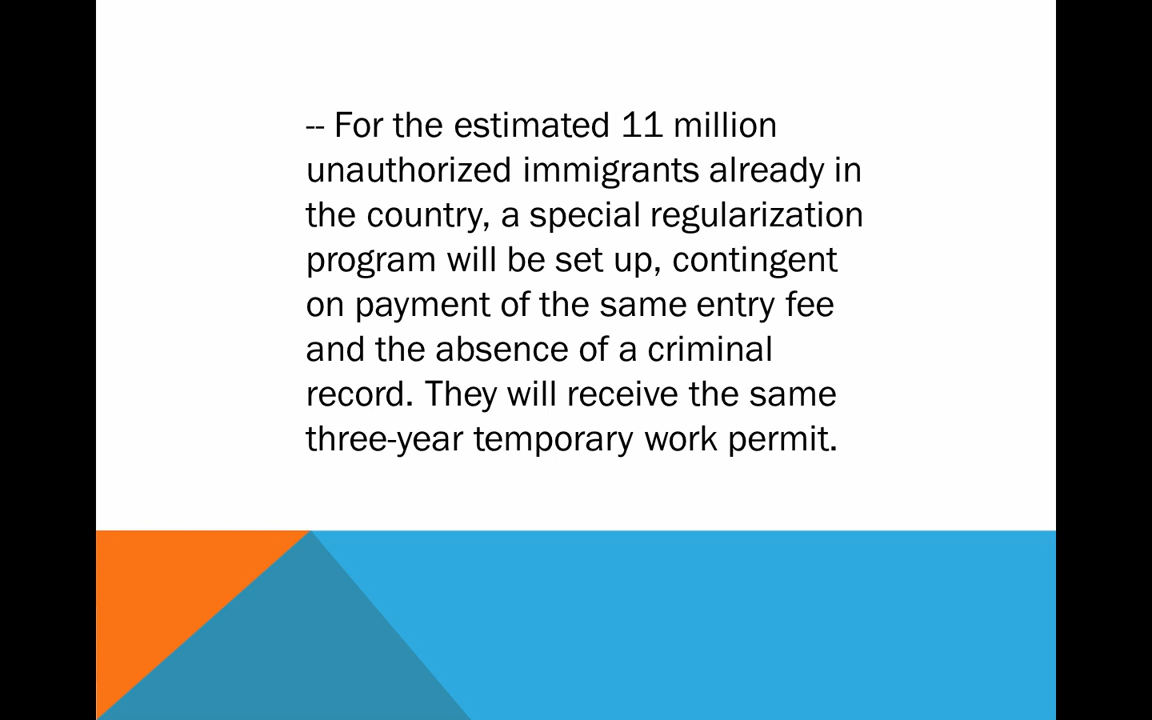 -- For the estimated 11 million
unauthorized immigrants already in
the country, a special regularization
program will be set up, contingent
on payment of the same entry fee
and the absence of a criminal
record. They will receive the same
three-year temporary work permit.